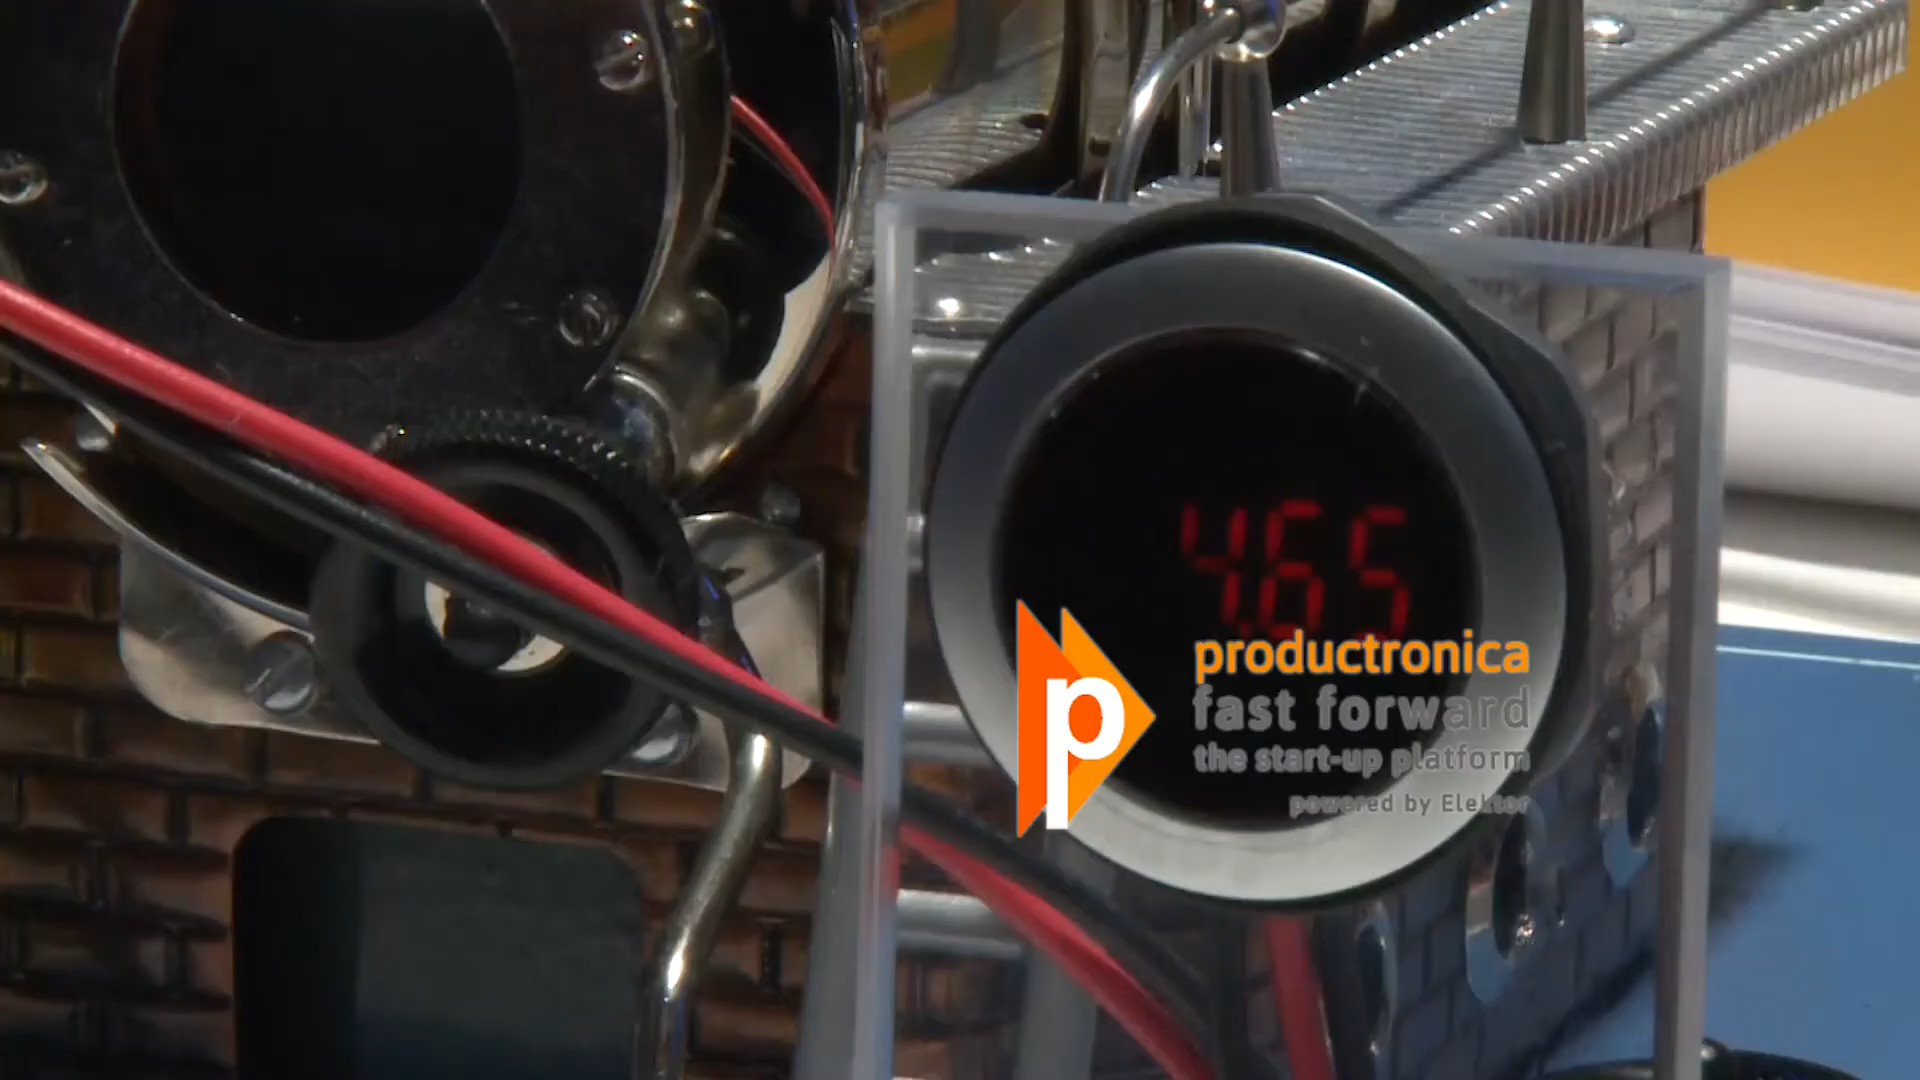 4.65
p
productronica
fast forward
the start-up platform
powered by Elektor